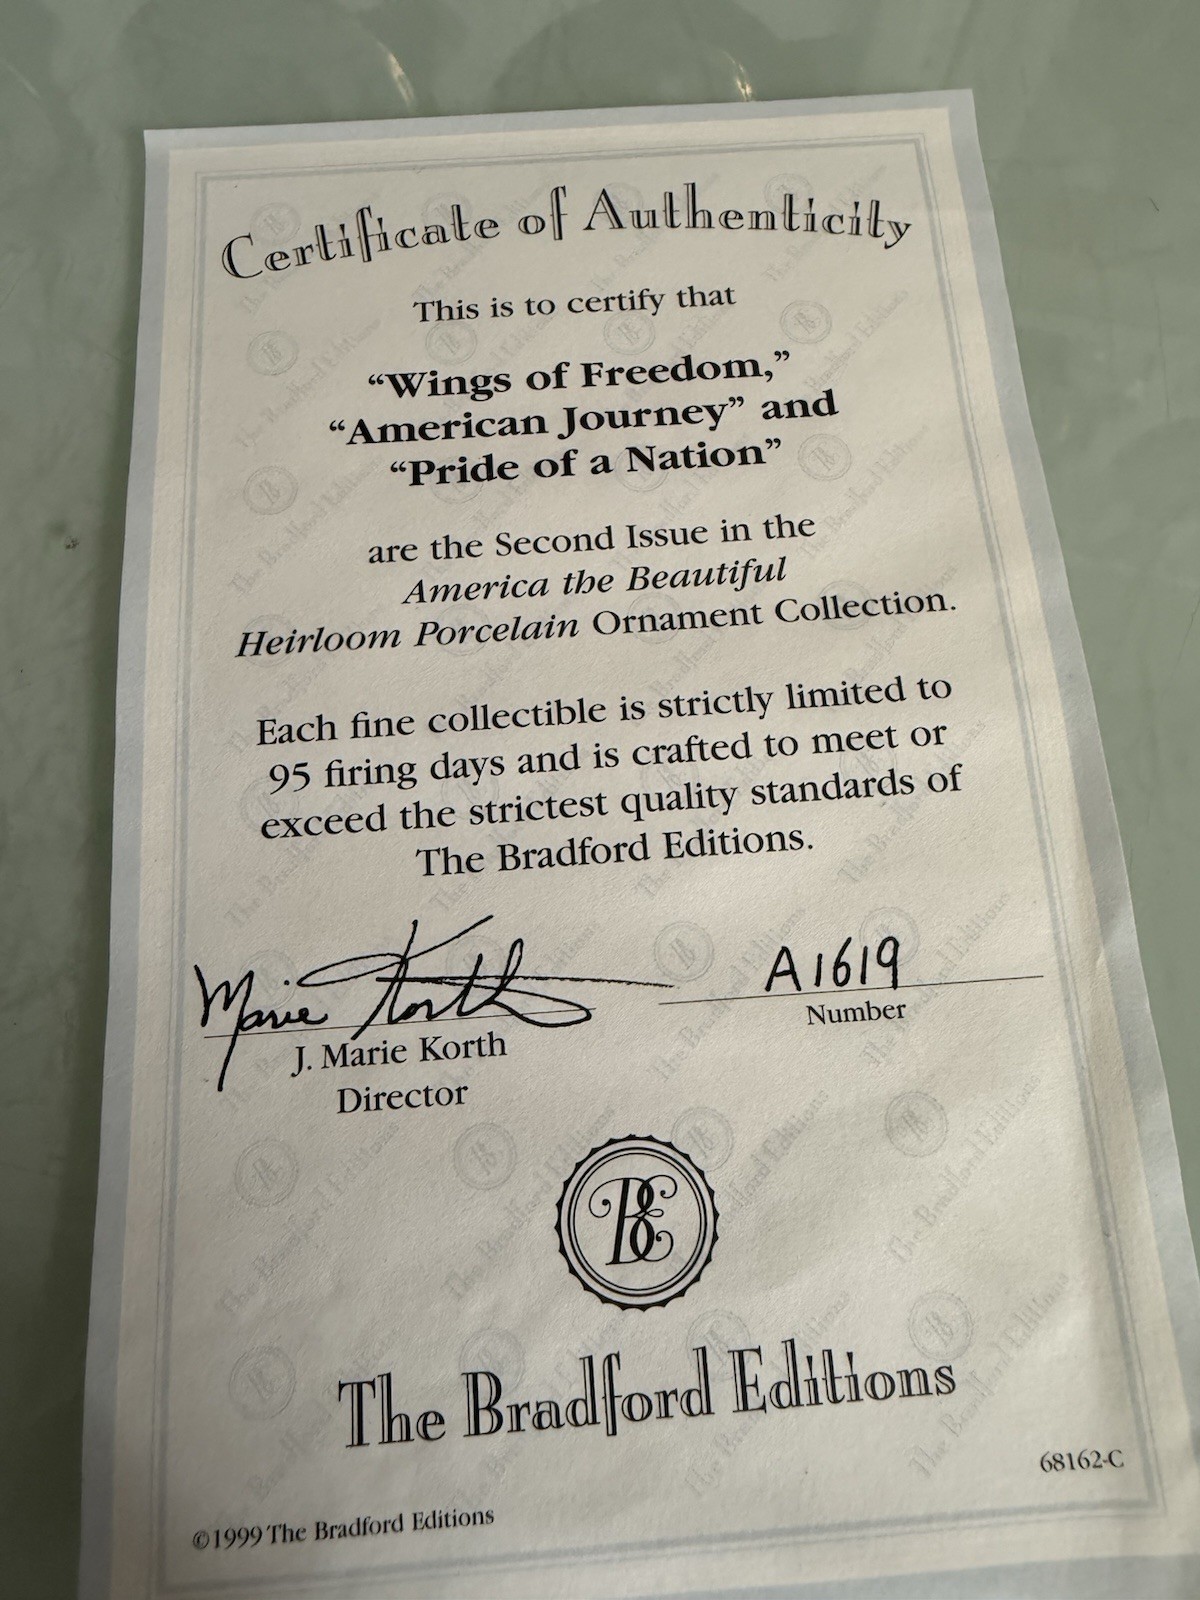 Certificate of Authenticity
This is to certify that
“Wings of Freedom,”
“American Journey” and
“Pride of a Nation”
are the Second Issue in the
America the Beautiful
Heirloom Porcelain Ornament Collection.
Each fine collectible is strictly limited to
95 firing days and is crafted to meet or
exceed the strictest quality standards of
The Bradford Editions.
Marie Korth
A1619
J. Marie Korth
Number
Director
BE
The Bradford Editions
68162-C
©1999 The Bradford Editions